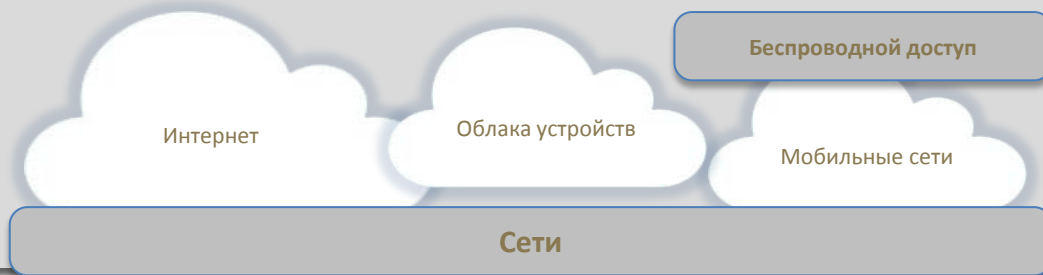 Беспроводной доступ
Интернет
Облака устройств
Мобильные сети
Сети